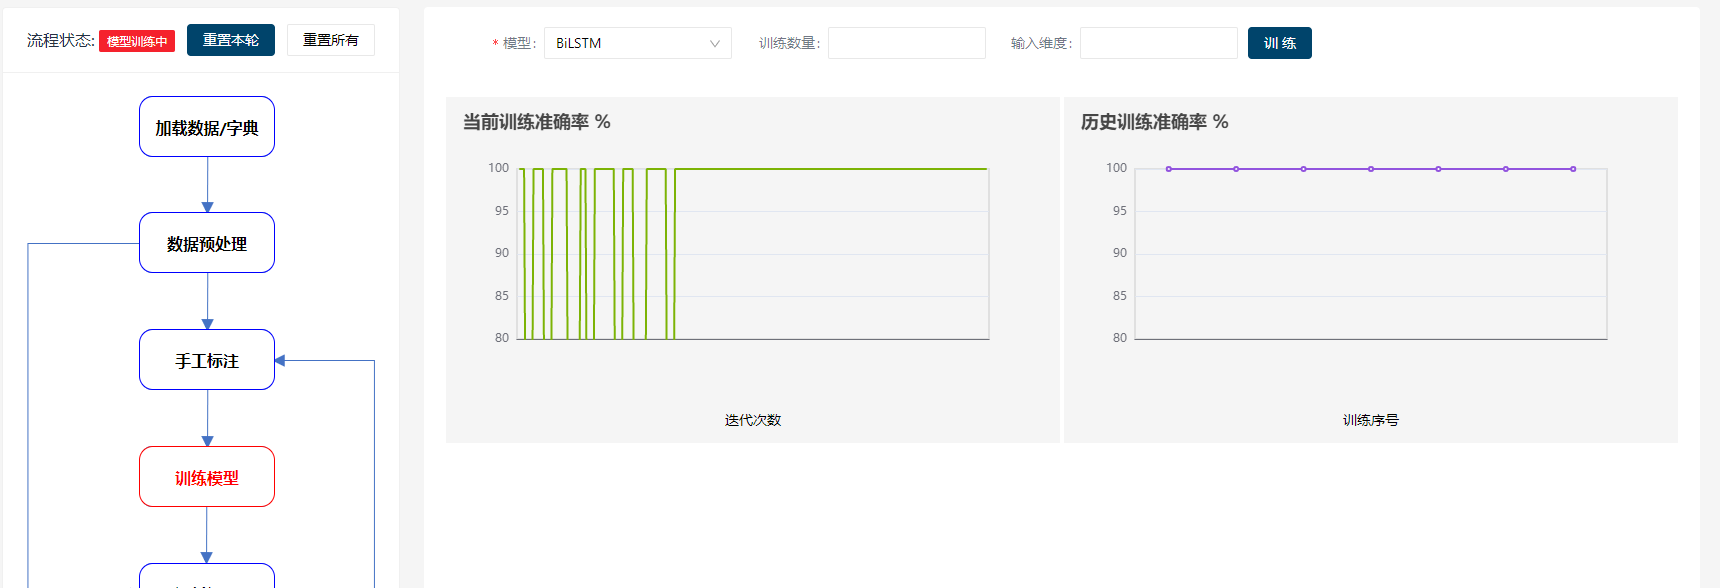 流程状态: 模型训练中 重置本轮 重置所有
加载数据/字典
数据预处理
手工标注
训练模型
* 模型: BiLSTM 训练数量: 输入维度: 训 练
当前训练准确率 %
100
95
90
85
80
迭代次数
历史训练准确率 %
100
95
90
85
80
训练序号